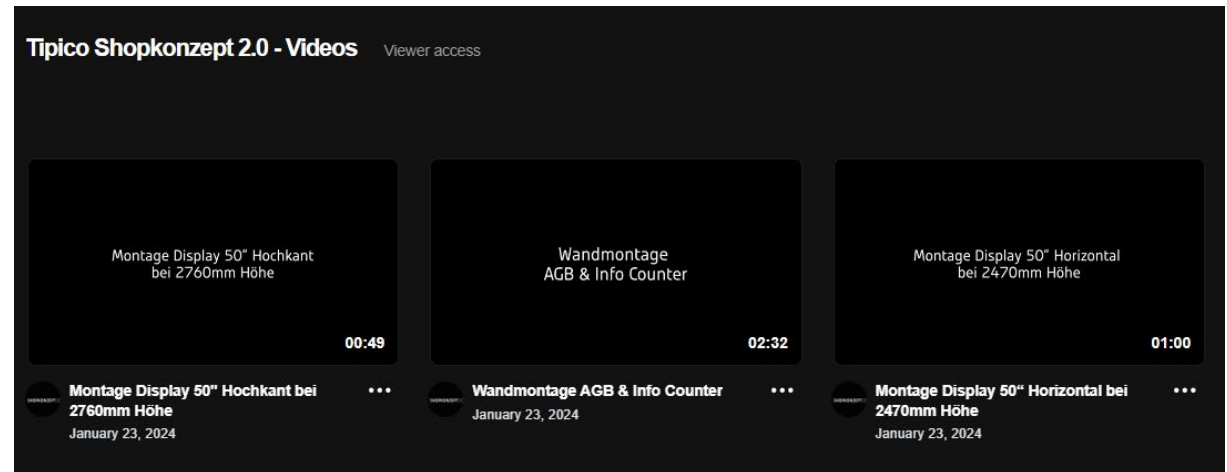 Tipico Shopkonzept 2.0 - Videos Viewer access
Montage Display 50" Hochkant
bei 2760mm Höhe
00:49
Wandmontage
AGB & Info Counter
02:32
Montage Display 50" Horizontal
bei 2470mm Höhe
01:00
Montage Display 50" Hochkant bei
2760mm Höhe
January 23, 2024
Wandmontage AGB & Info Counter
January 23, 2024
Montage Display 50“ Horizontal bei
2470mm Höhe
January 23, 2024